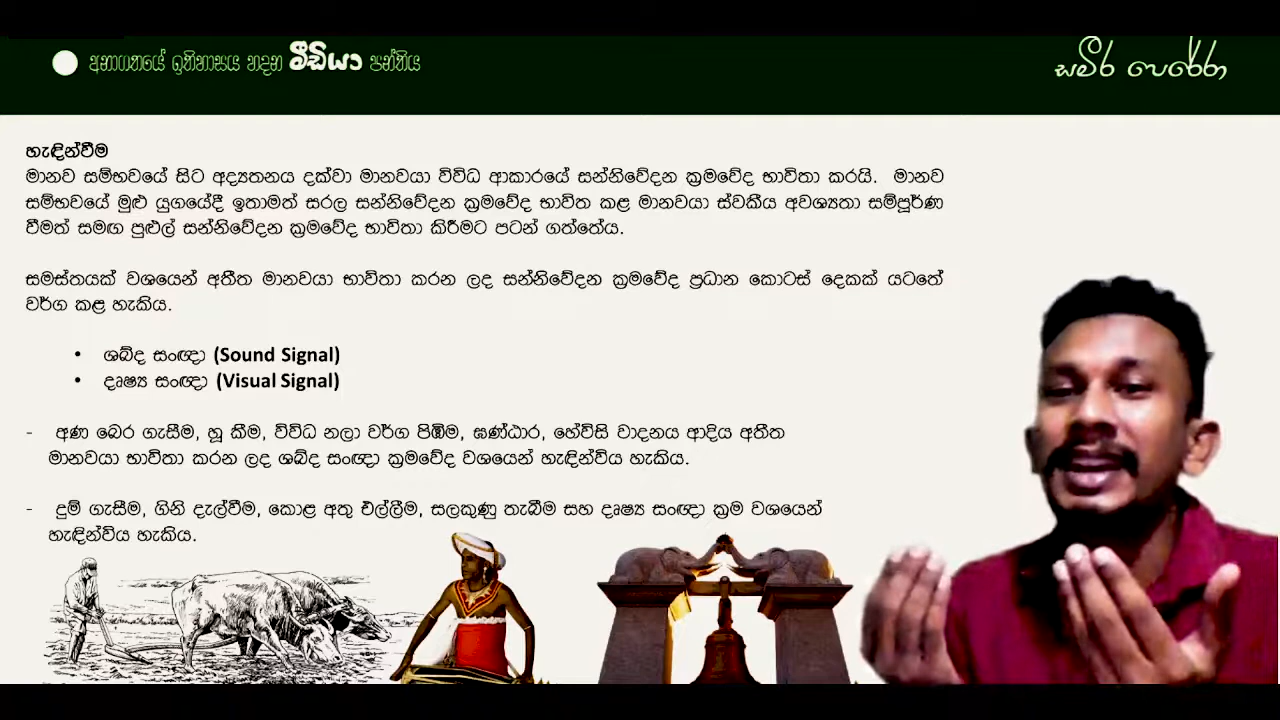 අනාගතයේ ඉතිහාසය හදන මීඩියා පන්තිය
සමීර පෙරේරා
හැඳින්වීම
මානව සම්භවයේ සිට අද්‍යතනය දක්වා මානවයා විවිධ ආකාරයේ සන්නිවේදන ක්‍රමවේද භාවිතා කරයි. මානව
සම්භවයේ මුළු යුගයේදී ඉතාමත් සරල සන්නිවේදන ක්‍රමවේද භාවිත කළ මානවයා ස්වකීය අවශ්‍යතා සම්පූර්ණ
වීමත් සමඟ පුළුල් සන්නිවේදන ක්‍රමවේද භාවිතා කිරීමට පටන් ගත්තේය.
සමස්තයක් වශයෙන් අතීත මානවයා භාවිතා කරන ලද සන්නිවේදන ක්‍රමවේද ප්‍රධාන කොටස් දෙකක් යටතේ
වර්ග කළ හැකිය.
• ශබ්ද සංඥා (Sound Signal)
• දෘෂ්‍ය සංඥා (Visual Signal)
- අණ බෙර ගැසීම, හූ කීම, විවිධ නලා වර්ග පිඹීම, ඝණ්ඨාර, හේවිසි වාදනය ආදිය අතීත
මානවයා භාවිතා කරන ලද ශබ්ද සංඥා ක්‍රමවේද වශයෙන් හැඳින්විය හැකිය.
- දුම් ගැසීම, ගිනි දැල්වීම, කොළ අතු එල්ලීම, සලකුණු තැබීම සහ දෘෂ්‍ය සංඥා ක්‍රම වශයෙන්
හැඳින්විය හැකිය.